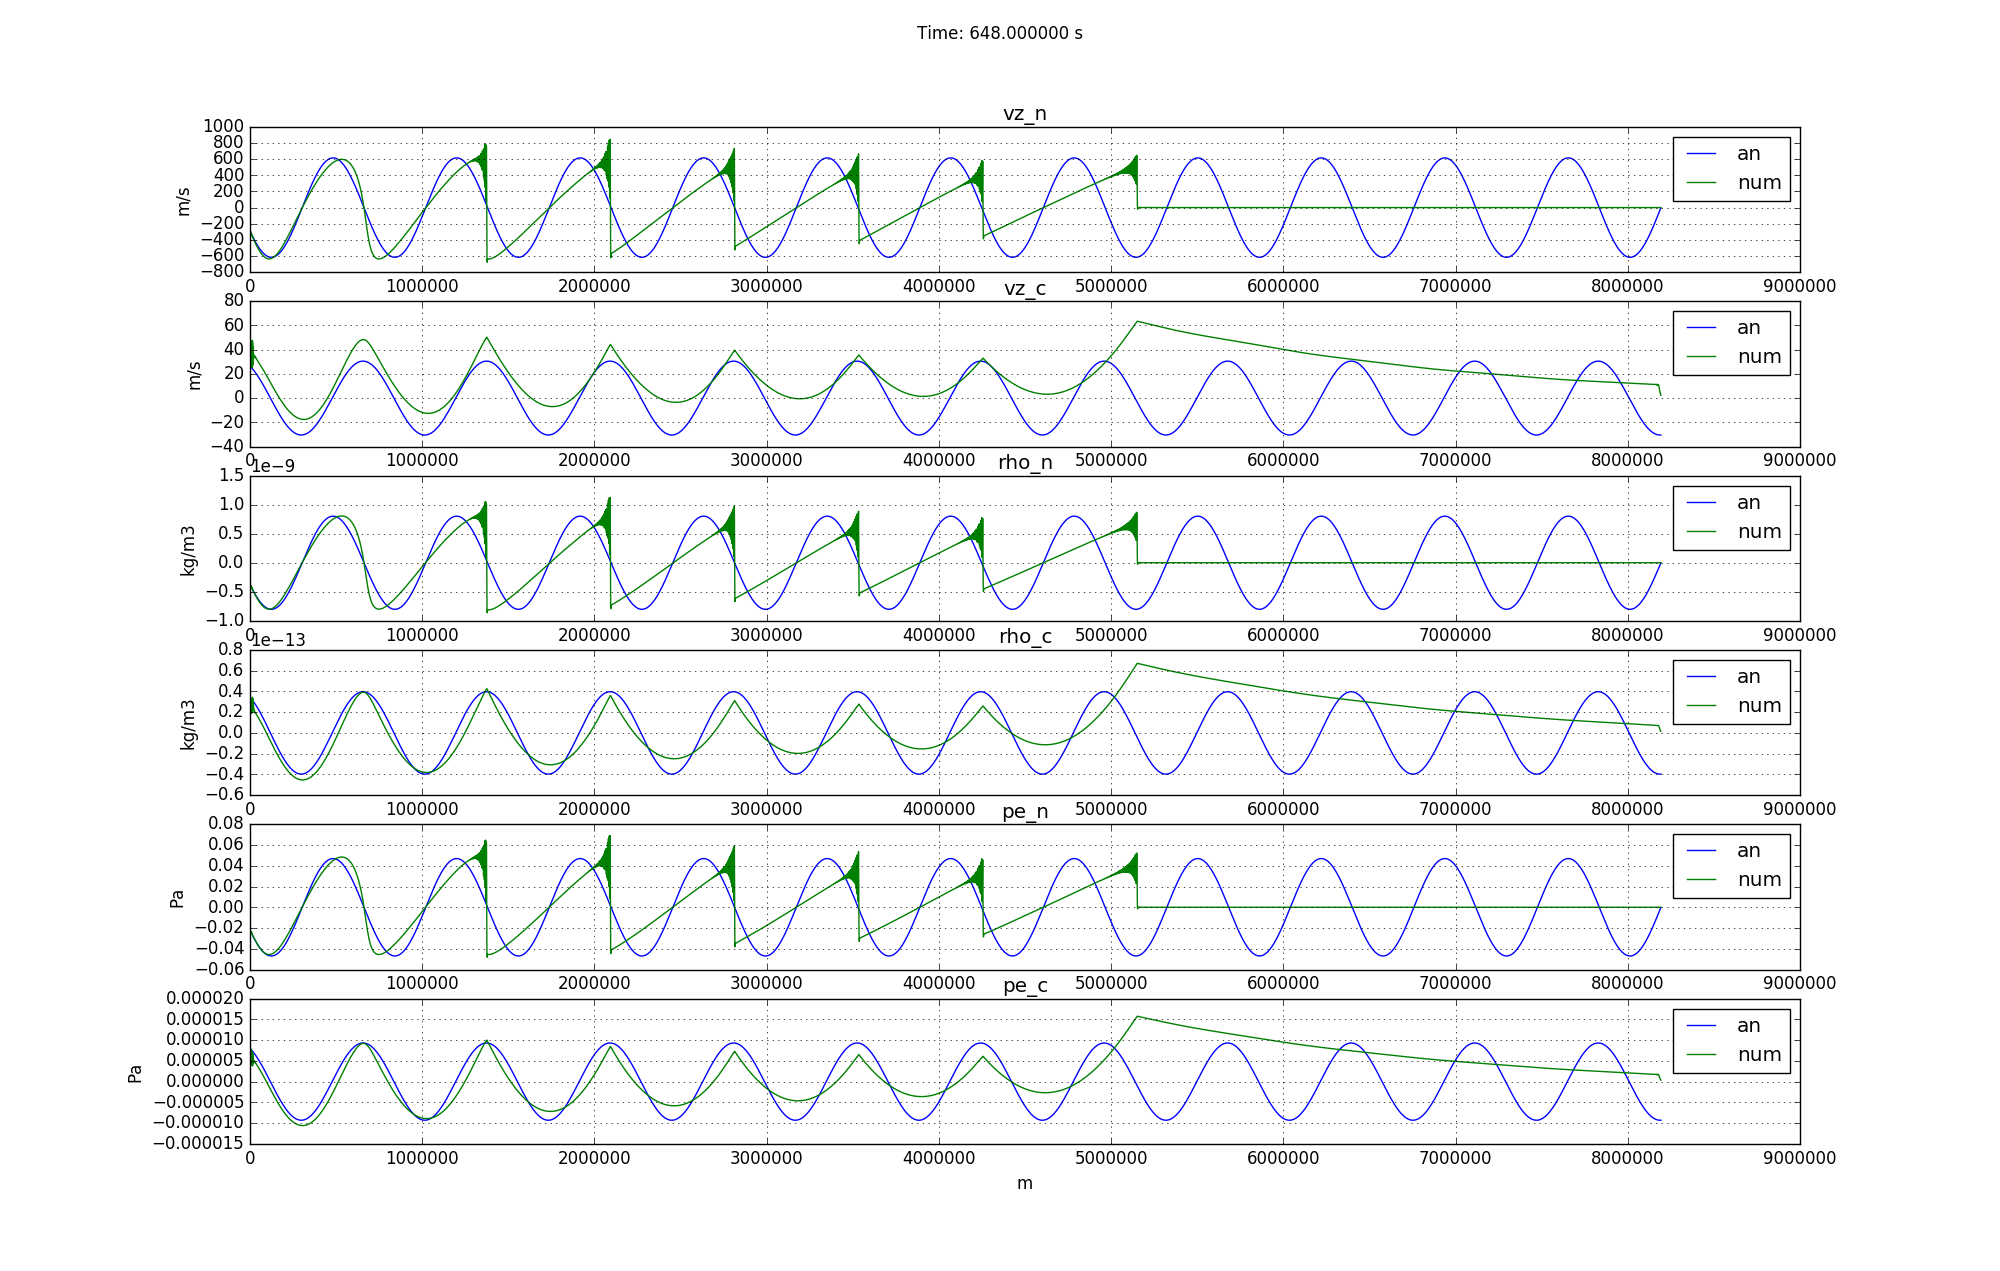 Time: 648.000000 s
vz_n
1000
800
600
400
200
0
−200
−400
−600
−800
m/s
an
num
0 1000000 2000000 3000000 4000000 5000000 6000000 7000000 8000000 9000000
vz_c
80
60
40
20
0
−20
−40
m/s
an
num
0 1000000 2000000 3000000 4000000 5000000 6000000 7000000 8000000 9000000
1e−9
rho_n
1.5
1.0
0.5
0.0
−0.5
−1.0
kg/m3
an
num
0 1000000 2000000 3000000 4000000 5000000 6000000 7000000 8000000 9000000
1e−13
rho_c
0.8
0.6
0.4
0.2
0.0
−0.2
−0.4
−0.6
kg/m3
an
num
0 1000000 2000000 3000000 4000000 5000000 6000000 7000000 8000000 9000000
pe_n
0.08
0.06
0.04
0.02
0.00
−0.02
−0.04
−0.06
Pa
an
num
0 1000000 2000000 3000000 4000000 5000000 6000000 7000000 8000000 9000000
pe_c
0.000020
0.000015
0.000010
0.000005
0.000000
−0.000005
−0.000010
−0.000015
Pa
an
num
0 1000000 2000000 3000000 4000000 5000000 6000000 7000000 8000000 9000000
m